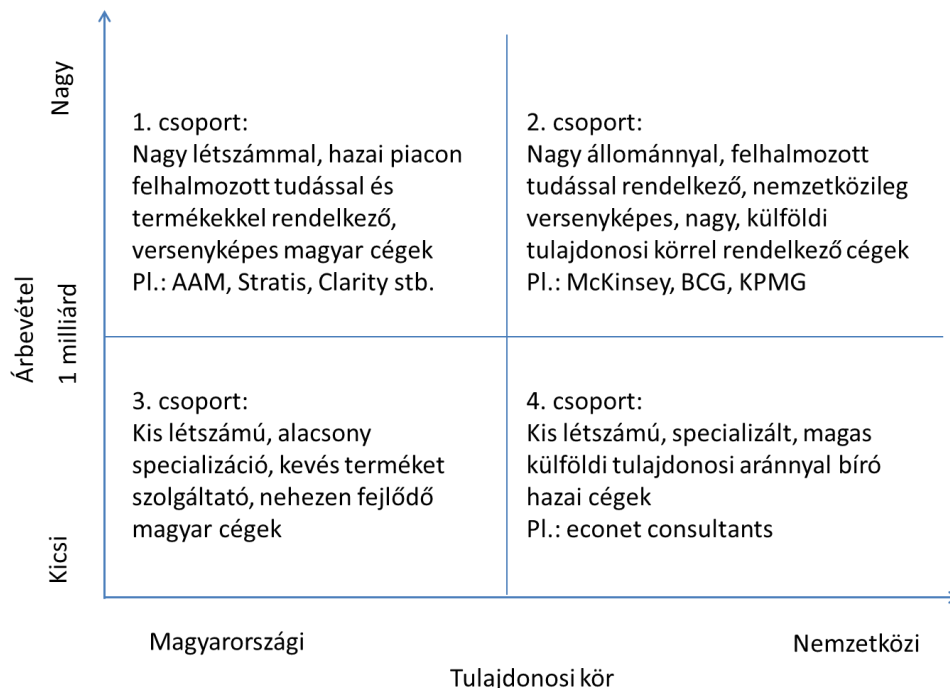 Nagy
1. csoport:
Nagy létszámmal, hazai piacon
felhalmozott tudással és
termékekkel rendelkező,
versenyképes magyar cégek
Pl.: AAM, Stratis, Clarity stb.
2. csoport:
Nagy állománnyal, felhalmozott
tudással rendelkező, nemzetközileg
versenyképes, nagy, külföldi
tulajdonosi körrel rendelkező cégek
Pl.: McKinsey, BCG, KPMG
Árbevétel
1 milliárd
3. csoport:
Kis létszámú, alacsony
specializáció, kevés terméket
szolgáltató, nehezen fejlődő
magyar cégek
4. csoport:
Kis létszámú, specializált, magas
külföldi tulajdonosi aránnyal bíró
hazai cégek
Pl.: econet consultants
Kicsi
Magyarországi
Nemzetközi
Tulajdonosi kör